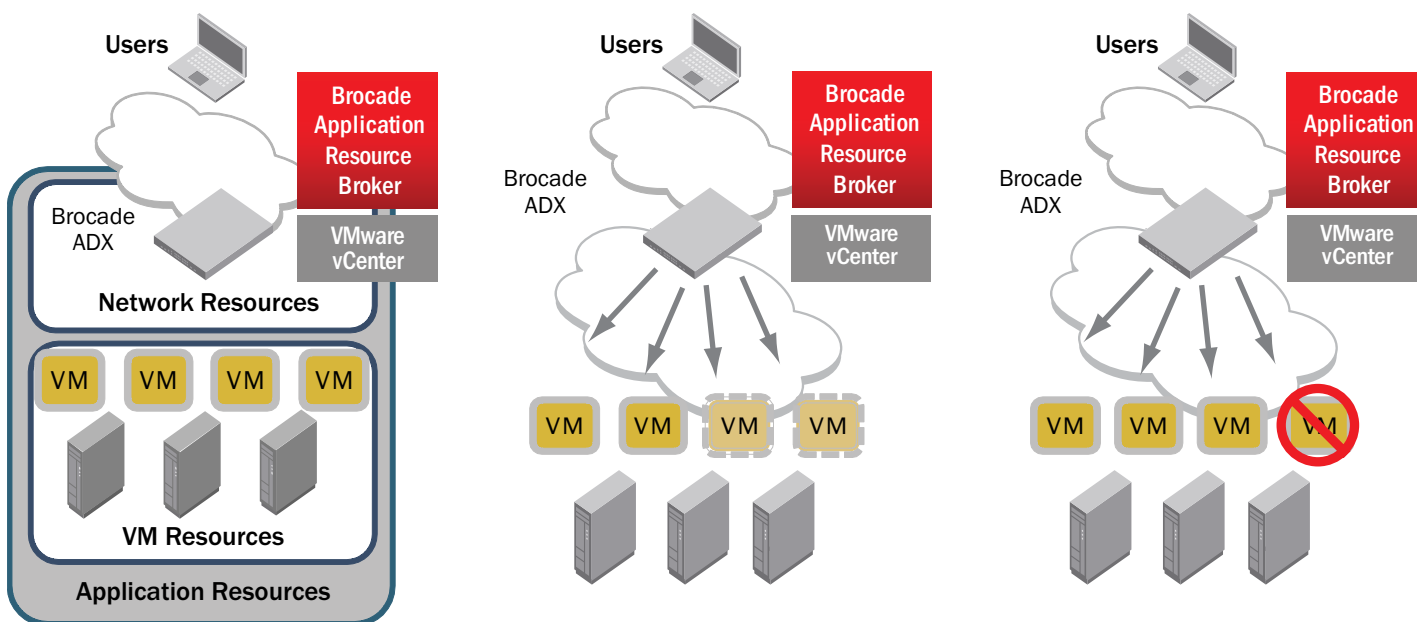 Users
Brocade
Application
Resource
Broker
VMware
vCenter
Brocade
ADX
Network Resources
VM
VM
VM
VM
VM Resources
Application Resources
Users
Brocade
Application
Resource
Broker
VMware
vCenter
Brocade
ADX
VM
VM
VM
VM
Users
Brocade
Application
Resource
Broker
VMware
vCenter
Brocade
ADX
VM
VM
VM
VM